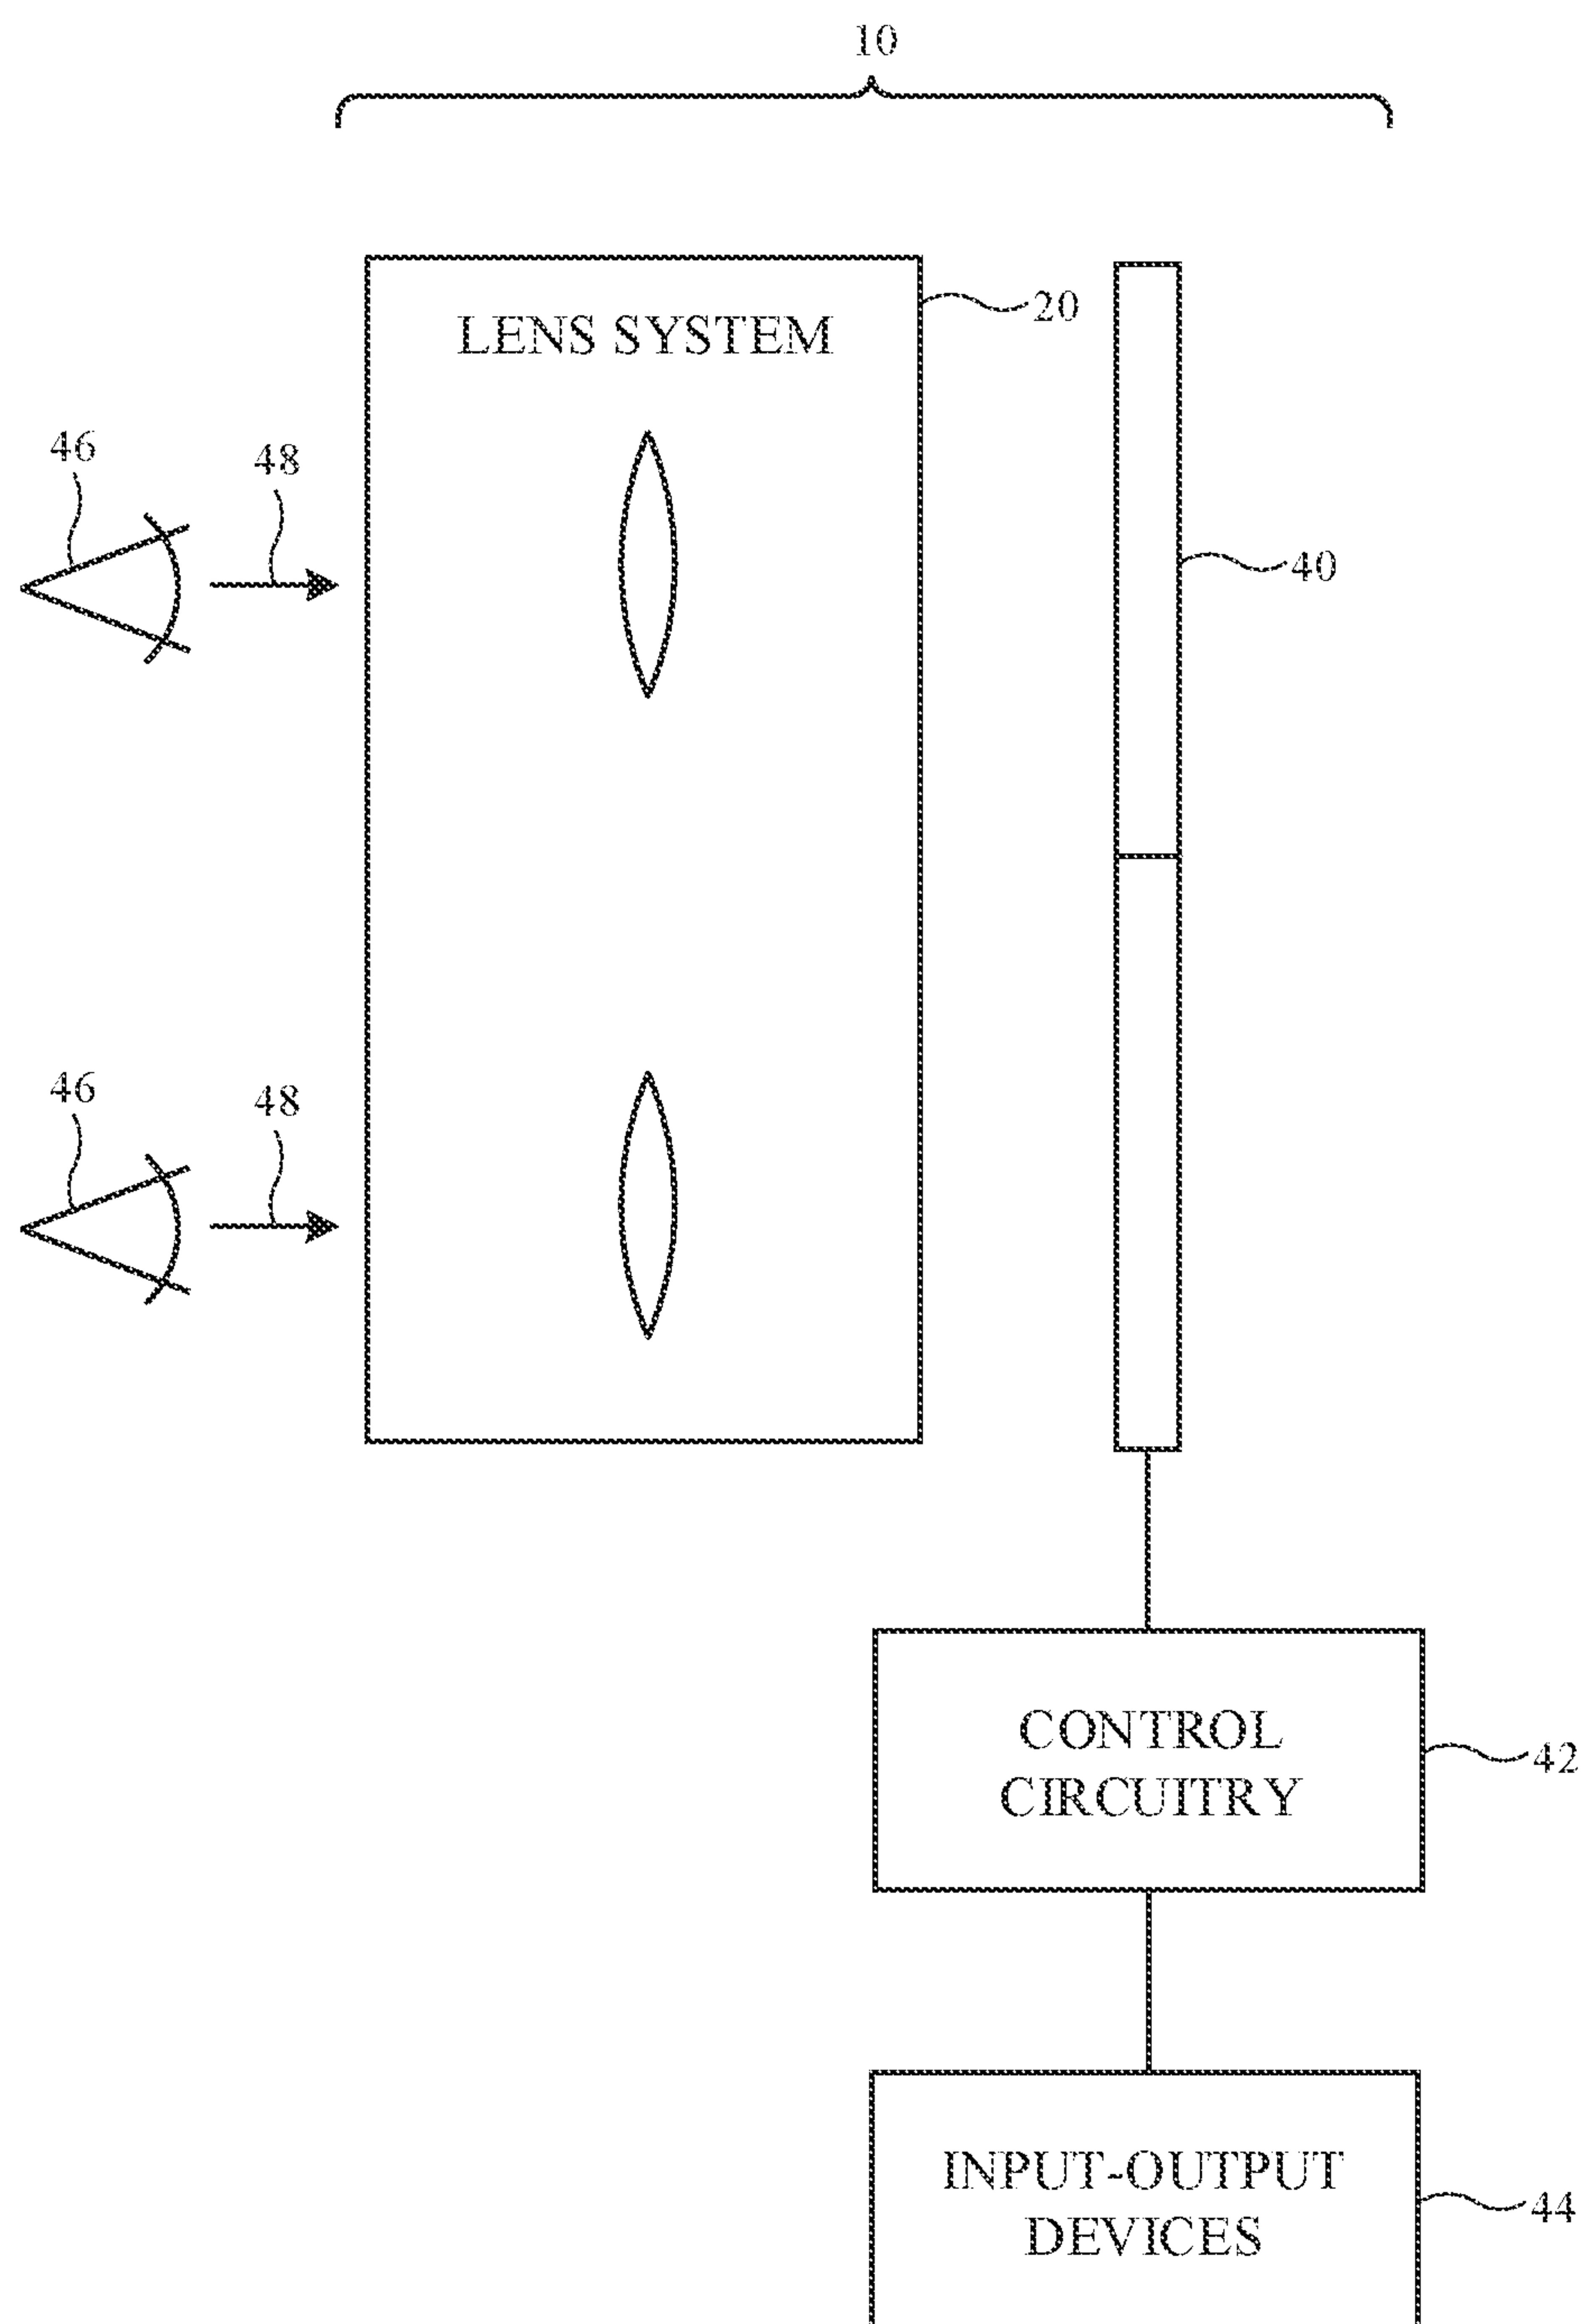 10
LENS SYSTEM
20
46
48
40
46
48
CONTROL
CIRCUITRY
42
INPUT-OUTPUT
DEVICES
44